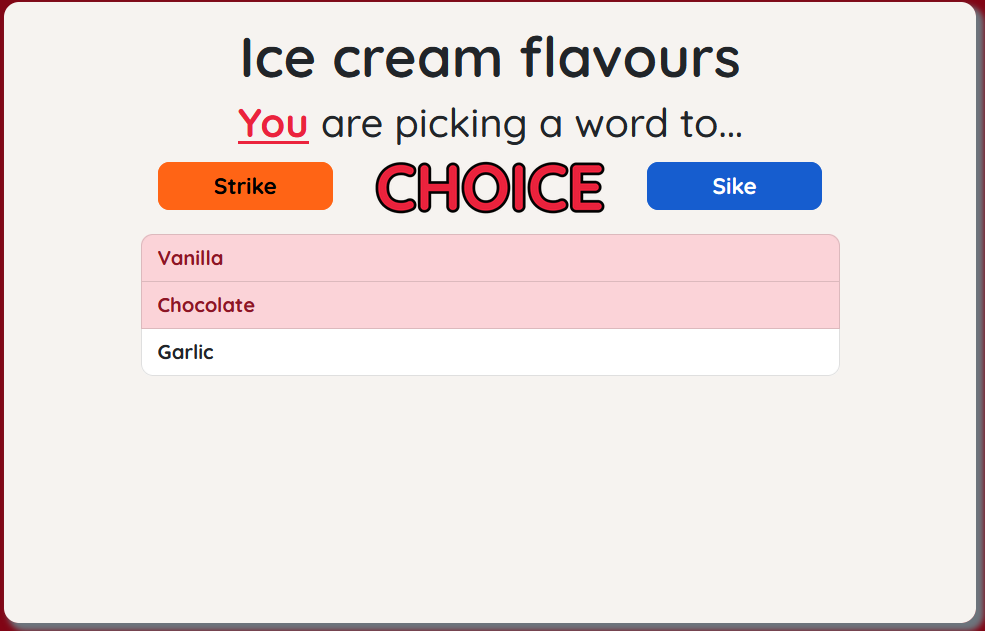 Ice cream flavours
You are picking a word to...
Strike CHOICE Sike
Vanilla
Chocolate
Garlic